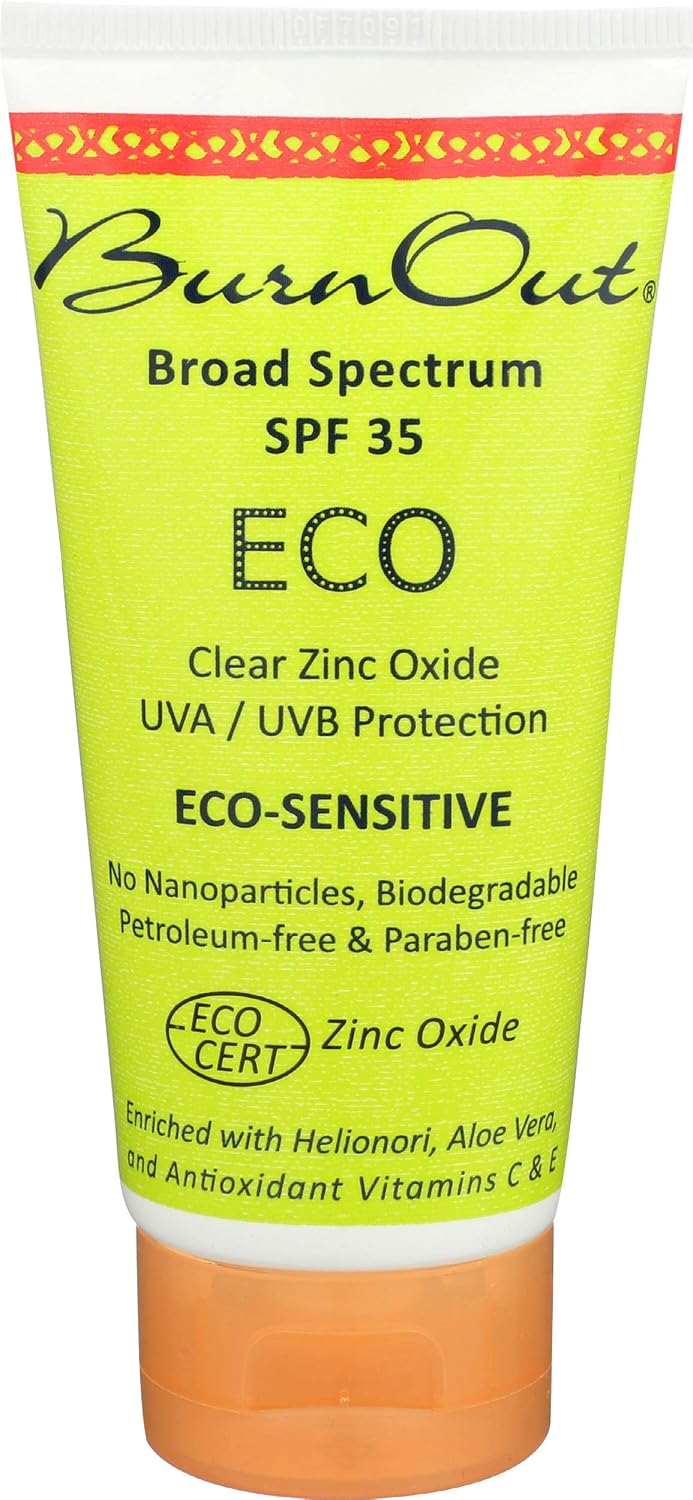 0F7091
BurnOut®
Broad Spectrum
SPF 35
ECO
Clear Zinc Oxide
UVA / UVB Protection
ECO-SENSITIVE
No Nanoparticles, Biodegradable
Petroleum-free & Paraben-free
ECO
CERT
Zinc Oxide
Enriched with Helionori, Aloe Vera,
and Antioxidant Vitamins C & E